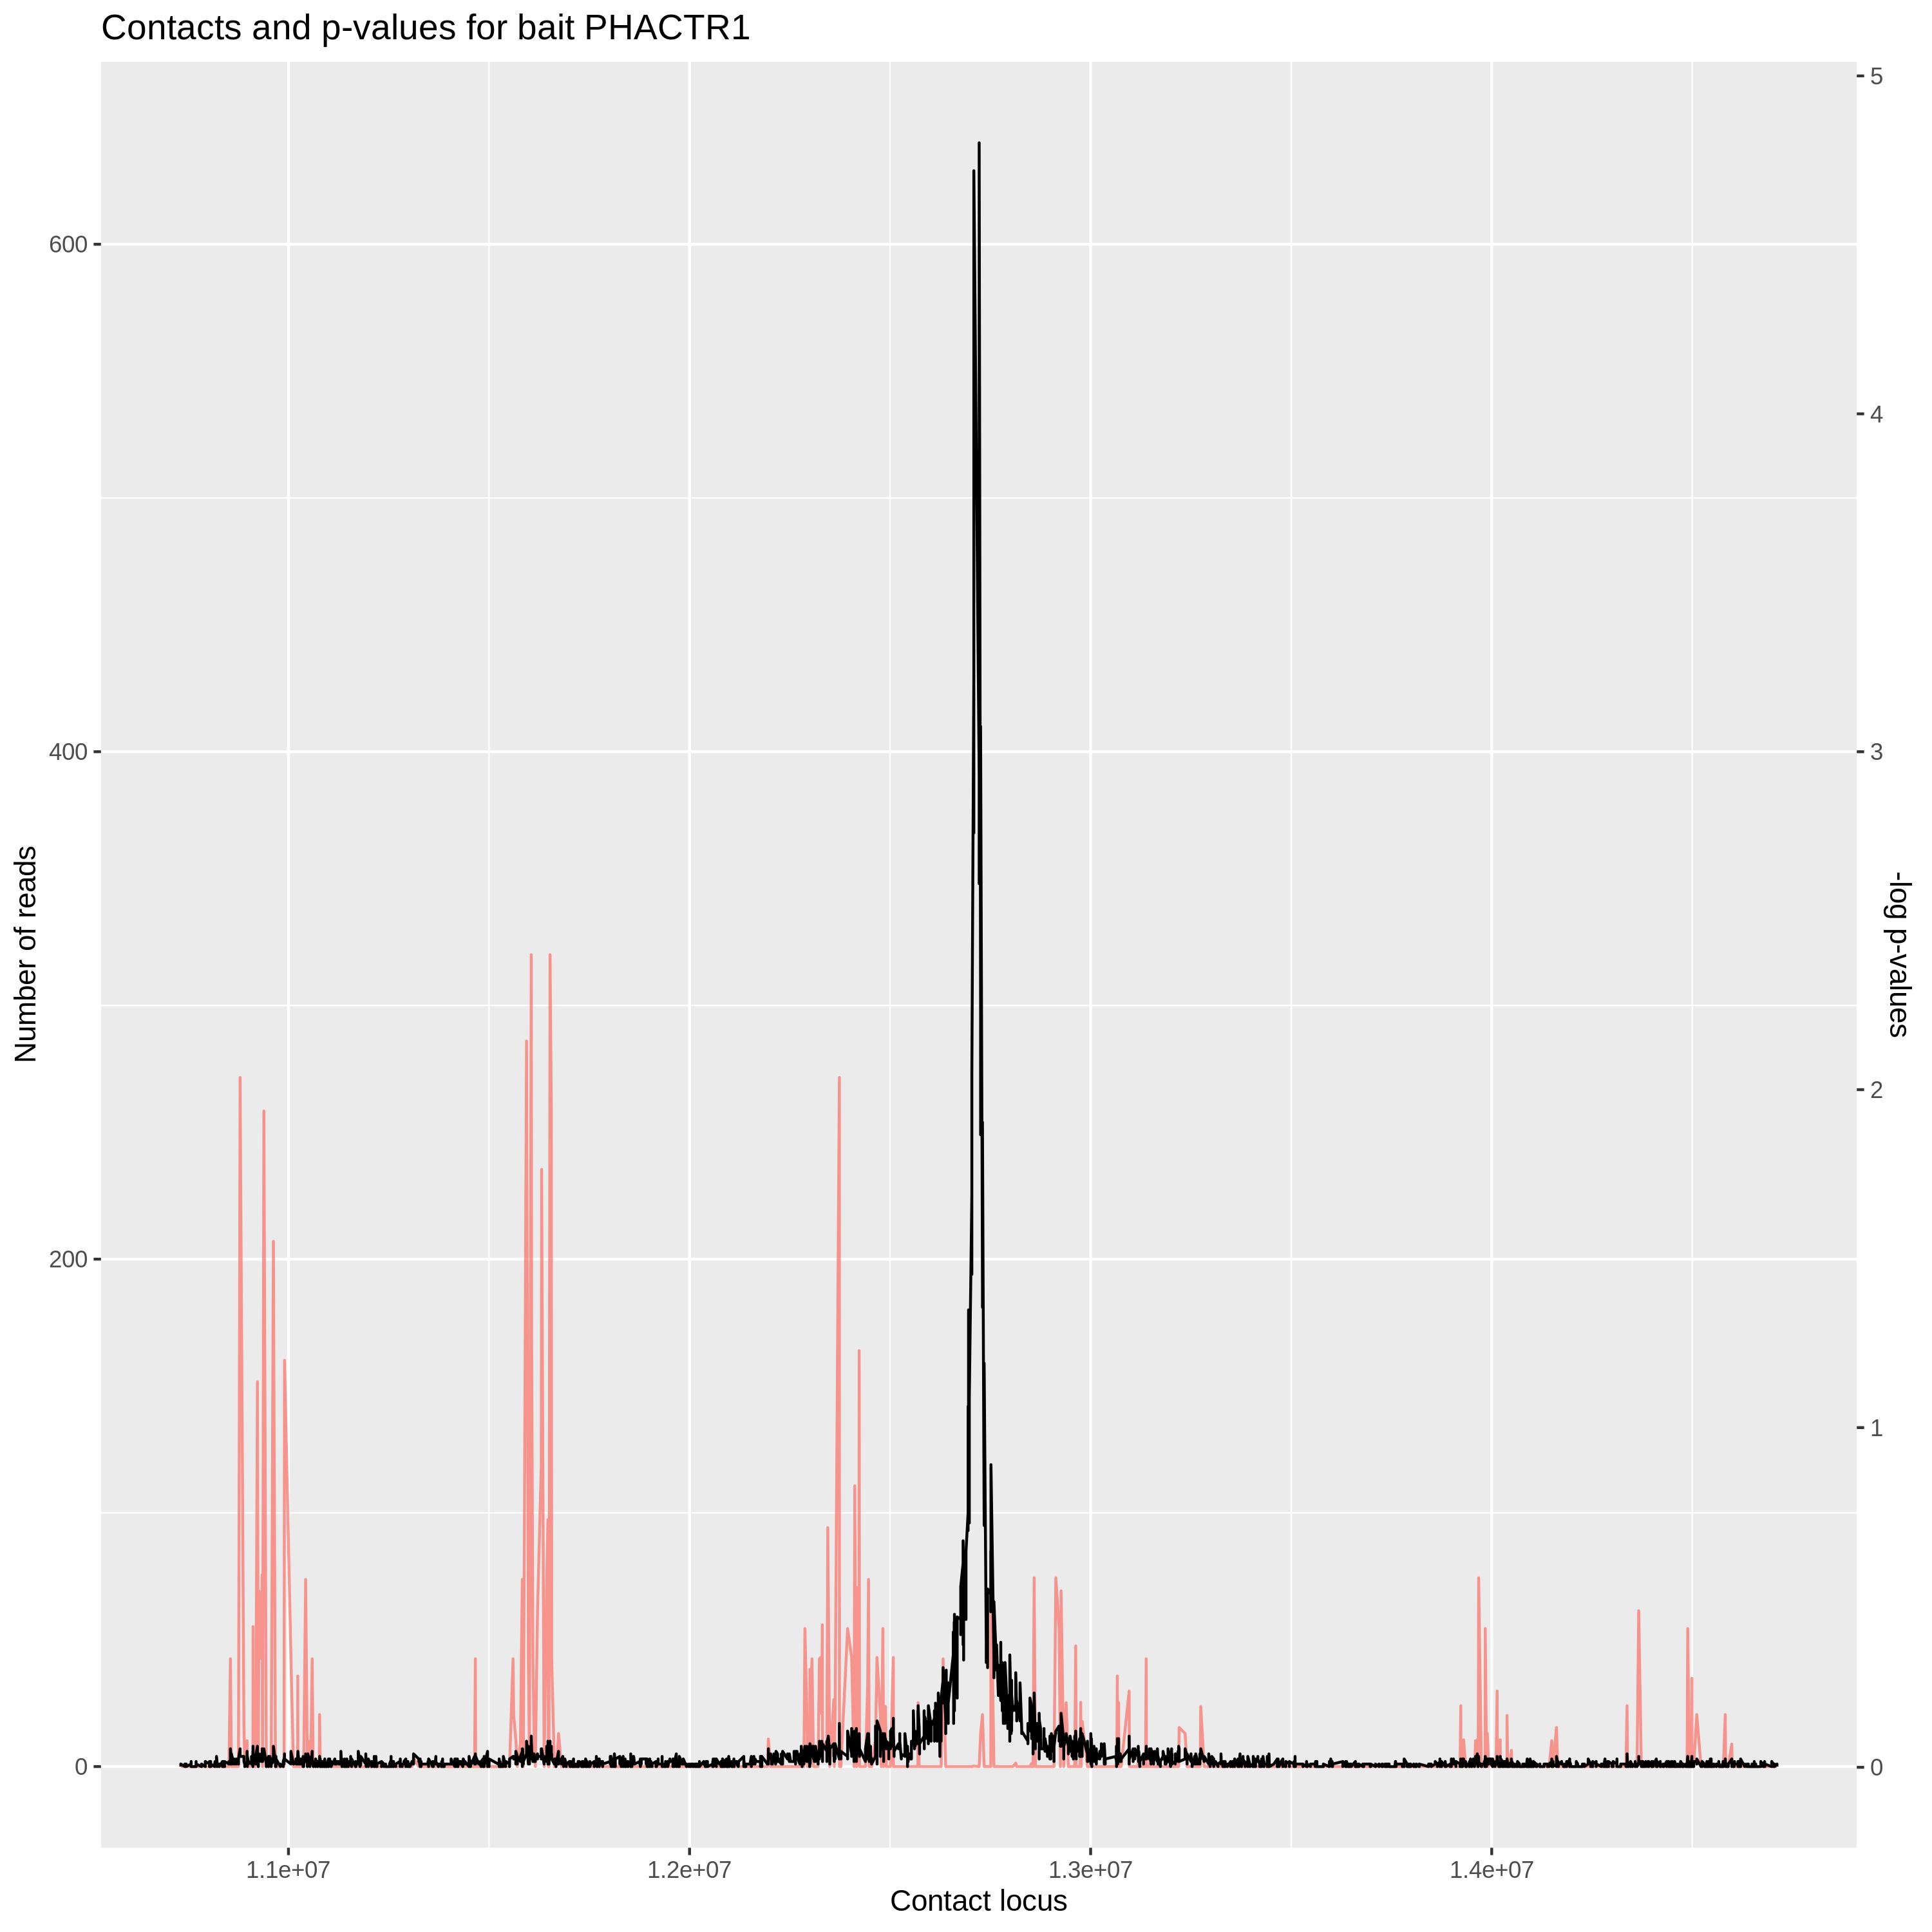 Contacts and p-values for bait PHACTR1
Number of reads
600
400
200
0
5
4
3
2
1
0
-log p-values
1.1e+07
1.2e+07
1.3e+07
1.4e+07
Contact locus